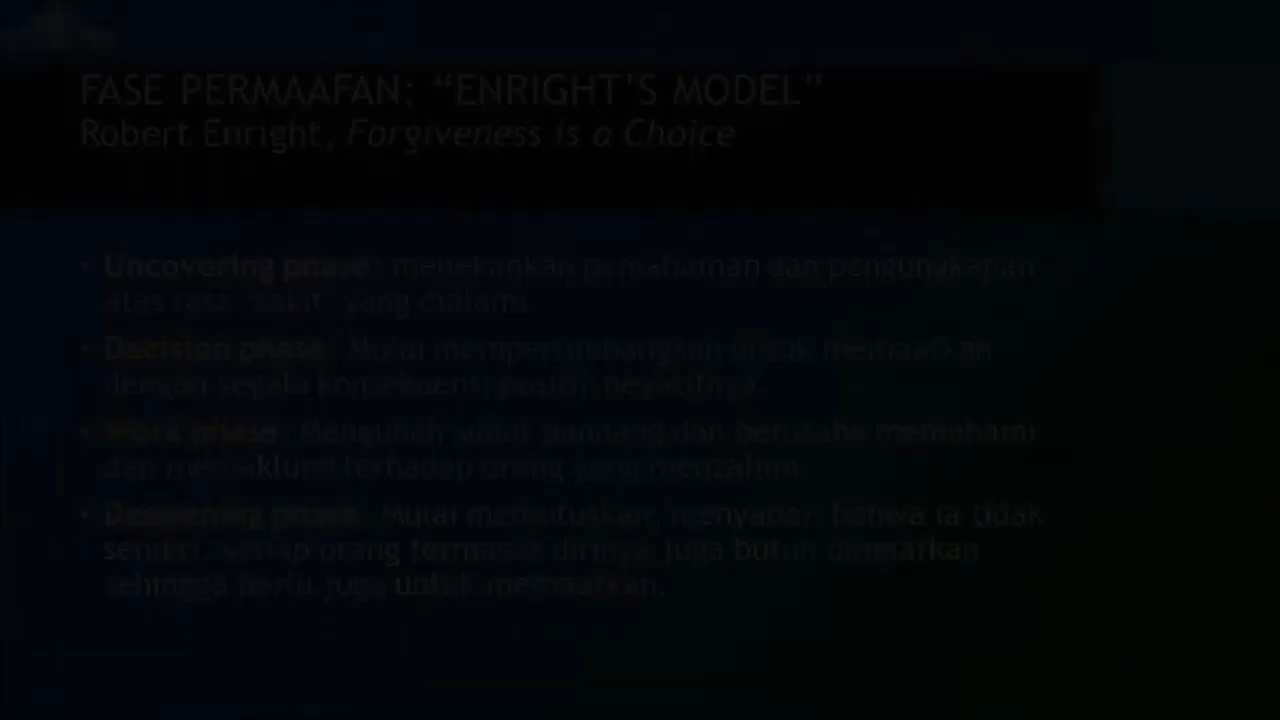 FASE PERMAAFAN: “ENRIGHT'S MODEL”
Robert Enright, Forgiveness is a Choice
• Uncovering phase: menekankan pemahaman dan pengungkapan
atas rasa “sakit” yang dialami.
• Decision phase: Mulai mempertimbangkan untuk memaafkan
dengan segala konsekuensi positif-negatifnya.
• Work phase: Mengubah sudut pandang dan berusaha memahami
dan memaklumi terhadap orang yang
• Deepening phase: Mulai memutuskan, menyadari bahwa ia tidak
sendiri, setiap orang termasuk dirinya juga butuh dimaafkan
sehingga perlu juga untuk memaafkan.